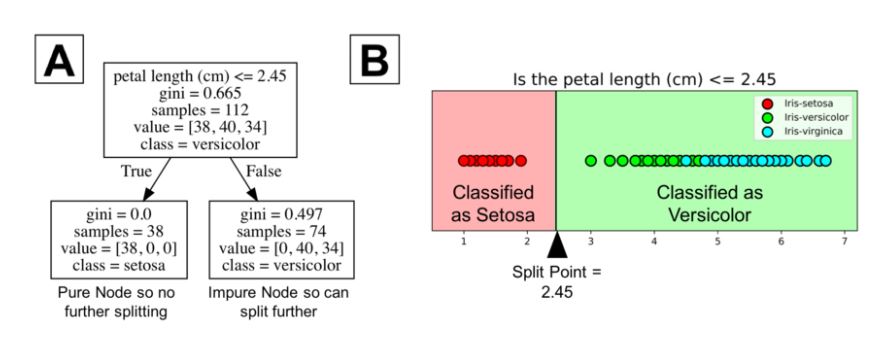 A
petal length (cm) <= 2.45
gini = 0.665
samples = 112
value = [38, 40, 34]
class = versicolor
True
False
gini = 0.0
samples = 38
value = [38, 0, 0]
class = setosa
gini = 0.497
samples = 74
value = [0, 40, 34]
class = versicolor
Pure Node so no
further splitting
Impure Node so can
split further
B
Is the petal length (cm) <= 2.45
Iris-setosa
Iris-versicolor
Iris-virginica
Classified
as Setosa
Classified as
Versicolor
1 2 3 4 5 6 7
Split Point =
2.45